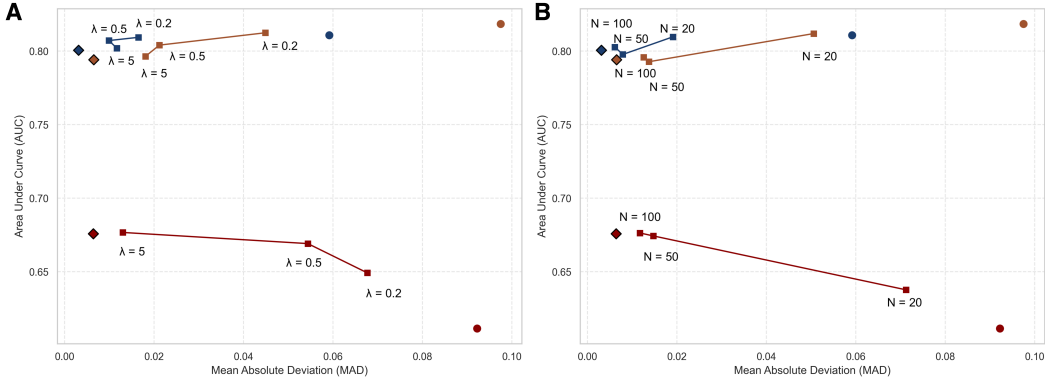 A
λ = 0.5
λ = 0.2
λ = 5
λ = 0.5
λ = 0.2
λ = 5
λ = 5
λ = 0.5
λ = 0.2
0.80
0.75
0.70
0.65
0.00
0.02
0.04
0.06
0.08
0.10
Area Under Curve (AUC)
Mean Absolute Deviation (MAD)
B
N = 100
N = 20
N = 50
N = 20
N = 100
N = 50
N = 100
N = 50
N = 20
0.80
0.75
0.70
0.65
0.00
0.02
0.04
0.06
0.08
0.10
Area Under Curve (AUC)
Mean Absolute Deviation (MAD)